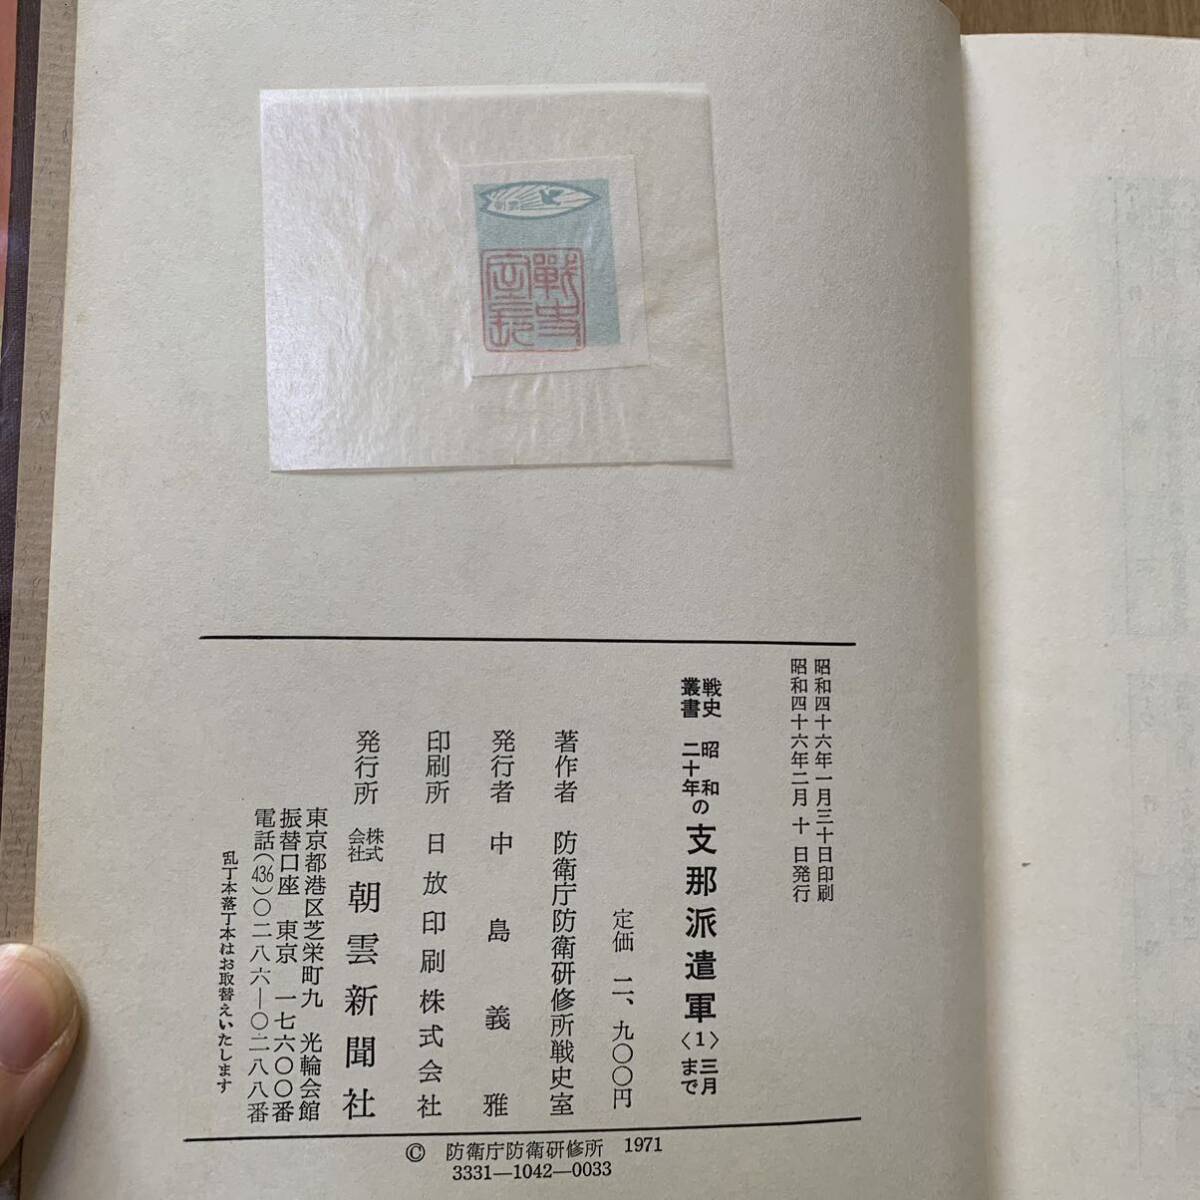 朝雲
戦史
室長
昭和四十六年一月三十日印刷
昭和四十六年二月十日発行
戦史叢書 昭和二十年の支那派遣軍〈1〉三月まで
定価 二、九〇〇円
著作者 防衛庁防衛研修所戦史室
発行者 中島義雅
印刷所 日放印刷株式会社
発行所 株式会社 朝雲新聞社
東京都港区芝栄町九 光輪会館
振替口座 東京 一七六〇〇番
電話(436)〇二八六―〇二八八番
乱丁本落丁本はお取替えいたします
© 防衛庁防衛研修所 1971
3331―1042―0033